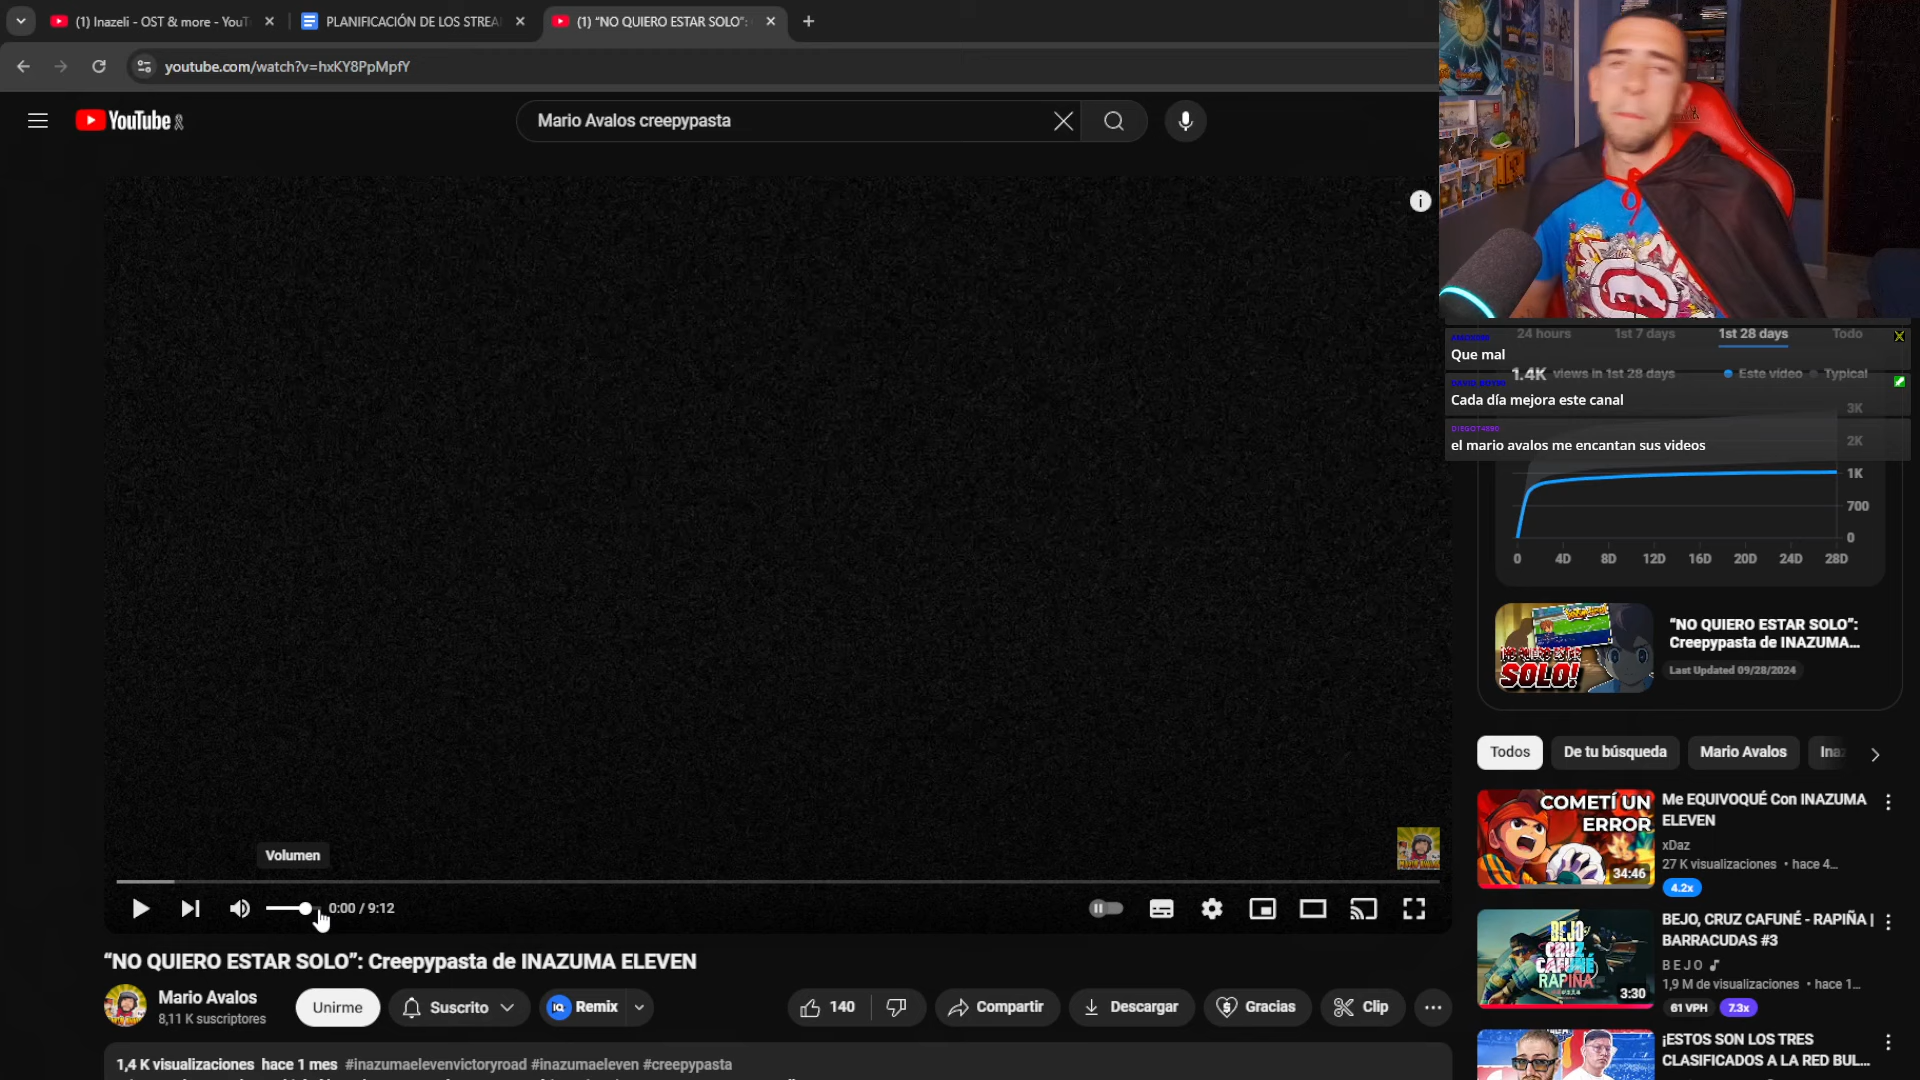 (1) Inazeli - OST & more - YouT
PLANIFICACIÓN DE LOS STREA
(1) “NO QUIERO ESTAR SOLO”:
youtube.com/watch?v=hxKY8PpMpfY
YouTube
Mario Avalos creepypasta
24 hours
1st 7 days
1st 28 days
Todo
Que mal
1.4K views in 1st 28 days
Este vídeo
Typical
Cada día mejora este canal
3K
el mario avalos me encantan sus videos
2K
1K
700
0
0 4D 8D 12D 16D 20D 24D 28D
SOLO!
“NO QUIERO ESTAR SOLO”:
Creepypasta de INAZUMA...
Last Updated 09/28/2024
Todos
De tu búsqueda
Mario Avalos
Inaz
COMETÍ UN
ERROR
34:46
Me EQUIVOQUÉ Con INAZUMA
ELEVEN
xDaz
27 K visualizaciones • hace 4...
4.2x
BEJO
CRUZ
CAFUNÉ
RAPIÑA
3:30
BEJO, CRUZ CAFUNÉ - RAPIÑA |
BARRACUDAS #3
B E J O
1,9 M de visualizaciones • hace 1...
61 VPH
7.3x
¡ESTOS SON LOS TRES
CLASIFICADOS A LA RED BUL...
Volumen
0:00 / 9:12
“NO QUIERO ESTAR SOLO”: Creepypasta de INAZUMA ELEVEN
Mario Avalos
8,11 K suscriptores
Unirme
Suscrito
IQ
Remix
140
Compartir
Descargar
Gracias
Clip
1,4 K visualizaciones hace 1 mes #inazumaelevenvictoryroad #inazumaeleven #creepypasta